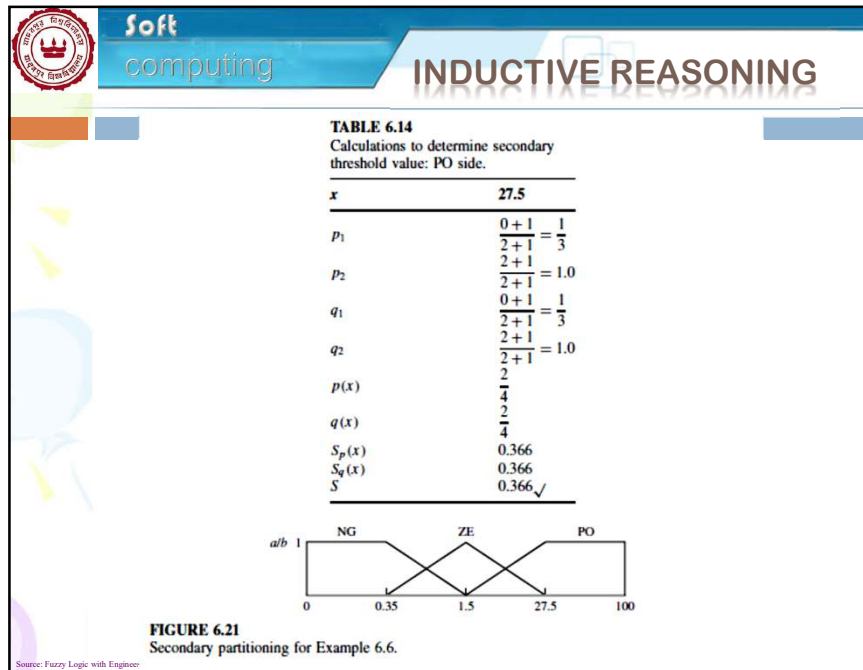 Soft
computing
INDUCTIVE REASONING
TABLE 6.14
Calculations to determine secondary
threshold value: PO side.
x 27.5
p₁ (0 + 1)/(2 + 1) = 1/3
p₂ (2 + 1)/(2 + 1) = 1.0
q₁ (0 + 1)/(2 + 1) = 1/3
q₂ (2 + 1)/(2 + 1) = 1.0
p(x) 2/4
q(x) 2/4
Sₚ(x) 0.366
S_q(x) 0.366
S 0.366✓
NG ZE PO
a/b 1
0 0.35 1.5 27.5 100
FIGURE 6.21
Secondary partitioning for Example 6.6.
Source: Fuzzy Logic with Engineer